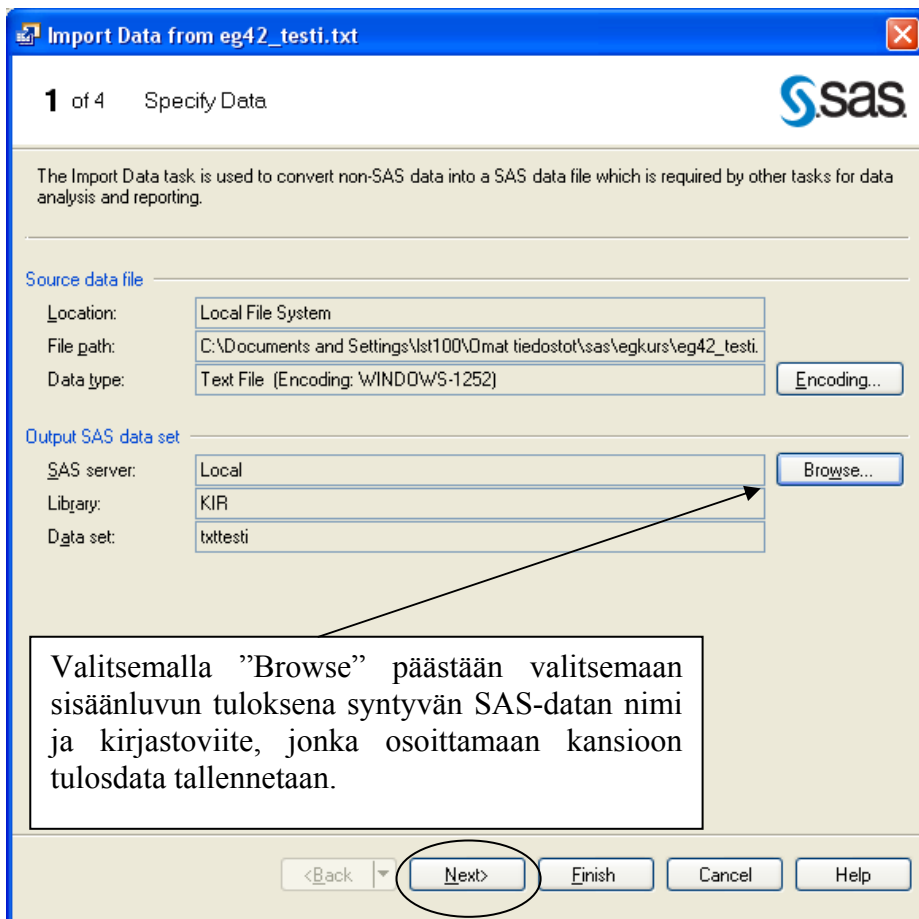 Import Data from eg42_testi.txt
1 of 4 Specify Data
sas
The Import Data task is used to convert non-SAS data into a SAS data file which is required by other tasks for data
analysis and reporting.
Source data file
Location: Local File System
File path: C:\Documents and Settings\lst100\Omat tiedostot\sas\egkurs\eg42_testi.
Data type: Text File (Encoding: WINDOWS-1252) Encoding...
Output SAS data set
SAS server: Local Browse...
Library: KIR
Data set: txttesti
Valitsemalla ”Browse” päästään valitsemaan
sisäänluvun tuloksena syntyvän SAS-datan nimi
ja kirjastoviite, jonka osoittamaan kansioon
tulosdata tallennetaan.
<Back Next> Finish Cancel Help